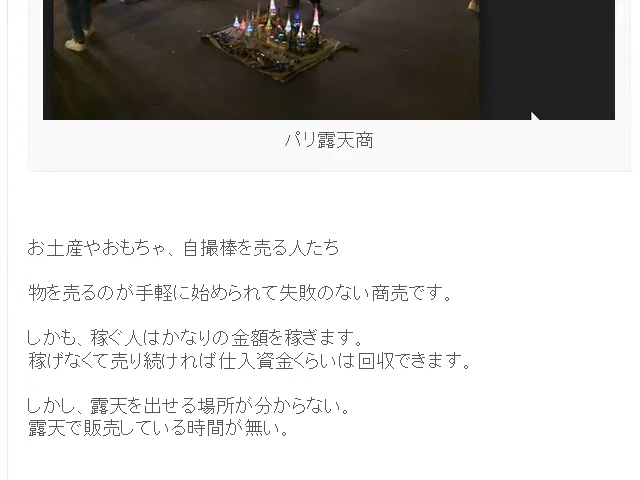 パリ露天商
お土産やおもちゃ、自撮棒を売る人たち
物を売るのが手軽に始められて失敗のない商売です。
しかも、稼ぐ人はかなりの金額を稼ぎます。
稼げなくて売り続ければ仕入資金くらいは回収できます。
しかし、露天を出せる場所が分からない。
露天で販売している時間が無い。